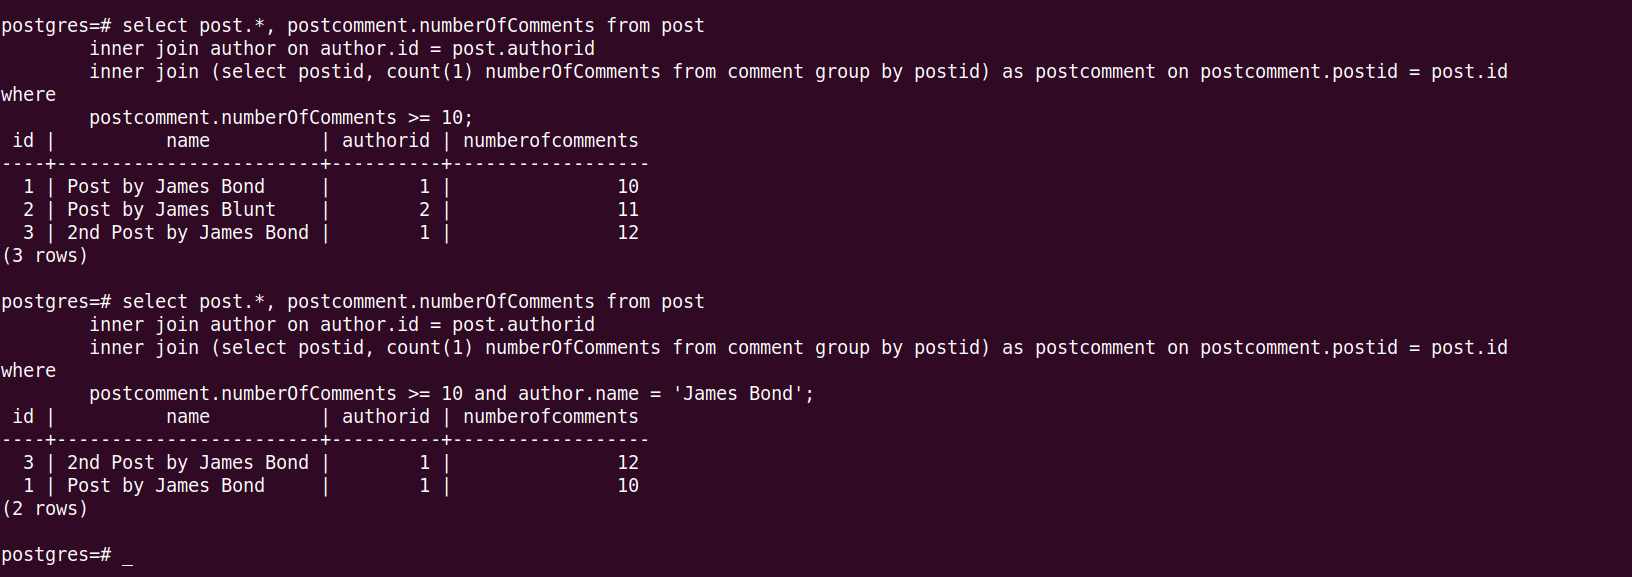 postgres=# select post.*, postcomment.numberOfComments from post
        inner join author on author.id = post.authorid
        inner join (select postid, count(1) numberOfComments from comment group by postid) as postcomment on postcomment.postid = post.id
where
        postcomment.numberOfComments >= 10;
 id |          name          | authorid | numberofcomments
----+------------------------+----------+------------------
  1 | Post by James Bond     |        1 |               10
  2 | Post by James Blunt    |        2 |               11
  3 | 2nd Post by James Bond |        1 |               12
(3 rows)

postgres=# select post.*, postcomment.numberOfComments from post
        inner join author on author.id = post.authorid
        inner join (select postid, count(1) numberOfComments from comment group by postid) as postcomment on postcomment.postid = post.id
where
        postcomment.numberOfComments >= 10 and author.name = 'James Bond';
 id |          name          | authorid | numberofcomments
----+------------------------+----------+------------------
  3 | 2nd Post by James Bond |        1 |               12
  1 | Post by James Bond     |        1 |               10
(2 rows)

postgres=# _